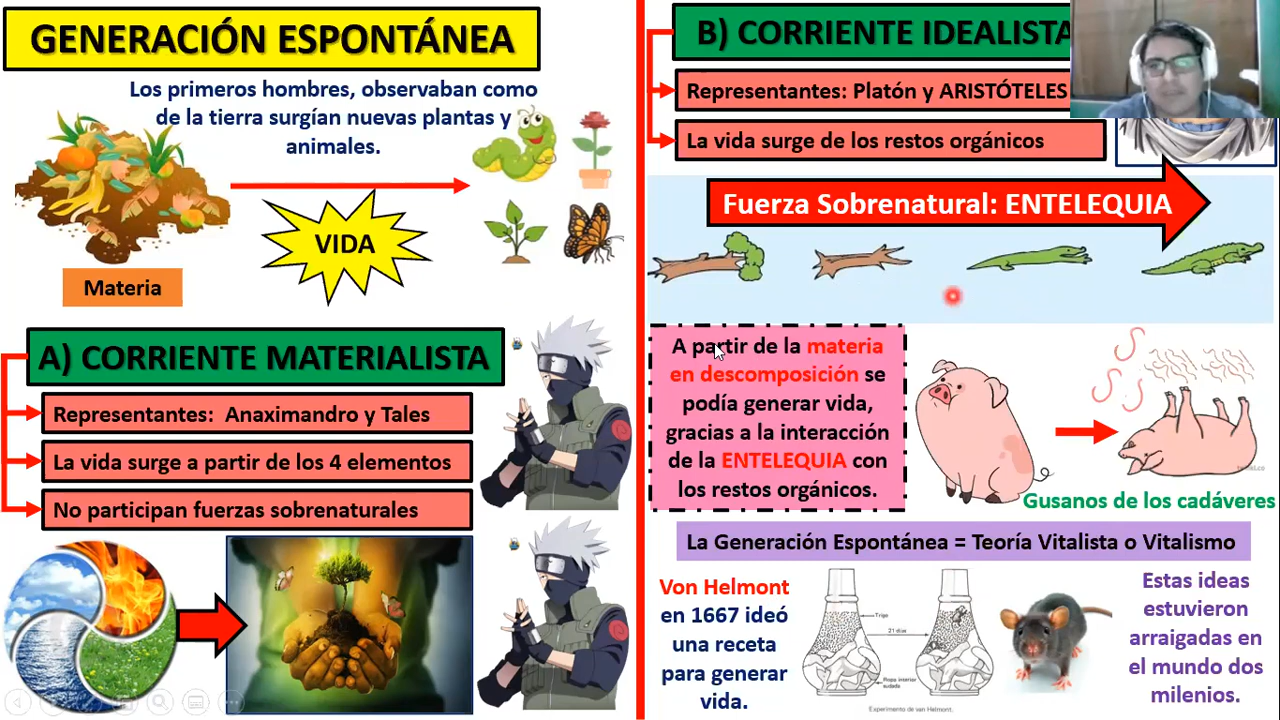 GENERACIÓN ESPONTÁNEA
Los primeros hombres, observaban como
de la tierra surgían nuevas plantas y
animales.
VIDA
Materia
A) CORRIENTE MATERIALISTA
Representantes: Anaximandro y Tales
La vida surge a partir de los 4 elementos
No participan fuerzas sobrenaturales
B) CORRIENTE IDEALISTA
Representantes: Platón y ARISTÓTELES
La vida surge de los restos orgánicos
Fuerza Sobrenatural: ENTELEQUIA
A partir de la materia
en descomposición se
podía generar vida,
gracias a la interacción
de la ENTELEQUIA con
los restos orgánicos.
Gusanos de los cadáveres
La Generación Espontánea = Teoría Vitalista o Vitalismo
Von Helmont
en 1667 ideó
una receta
para generar
vida.
Trigo
21 días
Ropa interior
sudada
Experimento de van Helmont.
Estas ideas
estuvieron
arraigadas en
el mundo dos
milenios.